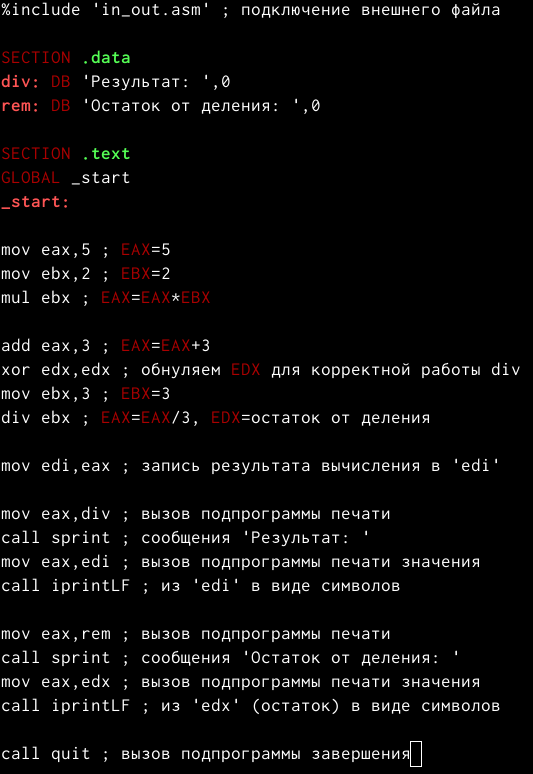 %include 'in_out.asm' ; подключение внешнего файла
SECTION .data
div: DB 'Результат: ',0
rem: DB 'Остаток от деления: ',0
SECTION .text
GLOBAL _start
_start:
mov eax,5 ; EAX=5
mov ebx,2 ; EBX=2
mul ebx ; EAX=EAX*EBX
add eax,3 ; EAX=EAX+3
xor edx,edx ; обнуляем EDX для корректной работы div
mov ebx,3 ; EBX=3
div ebx ; EAX=EAX/3, EDX=остаток от деления
mov edi,eax ; запись результата вычисления в 'edi'
mov eax,div ; вызов подпрограммы печати
call sprint ; сообщения 'Результат: '
mov eax,edi ; вызов подпрограммы печати значения
call iprintLF ; из 'edi' в виде символов
mov eax,rem ; вызов подпрограммы печати
call sprint ; сообщения 'Остаток от деления: '
mov eax,edx ; вызов подпрограммы печати значения
call iprintLF ; из 'edx' (остаток) в виде символов
call quit ; вызов подпрограммы завершения